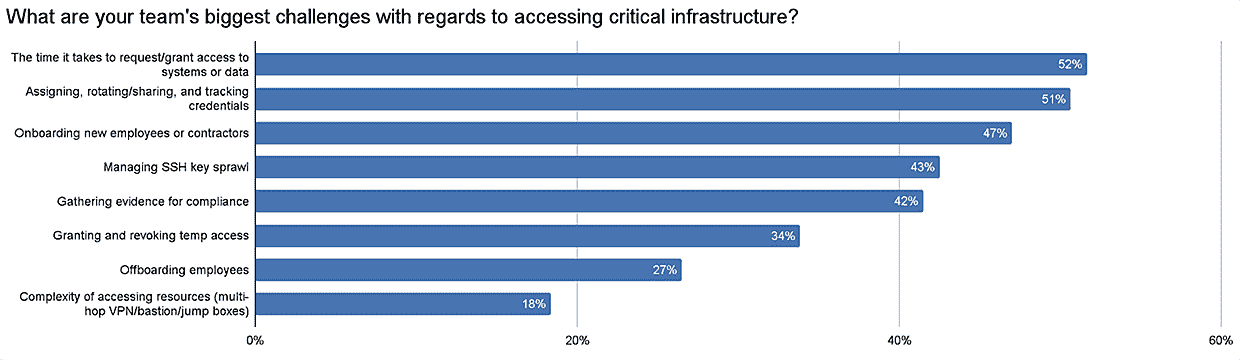 What are your team's biggest challenges with regards to accessing critical infrastructure?
The time it takes to request/grant access to
systems or data
52%
Assigning, rotating/sharing, and tracking
credentials
51%
Onboarding new employees or contractors
47%
Managing SSH key sprawl
43%
Gathering evidence for compliance
42%
Granting and revoking temp access
34%
Offboarding employees
27%
Complexity of accessing resources (multi-
hop VPN/bastion/jump boxes)
18%
0%
20%
40%
60%